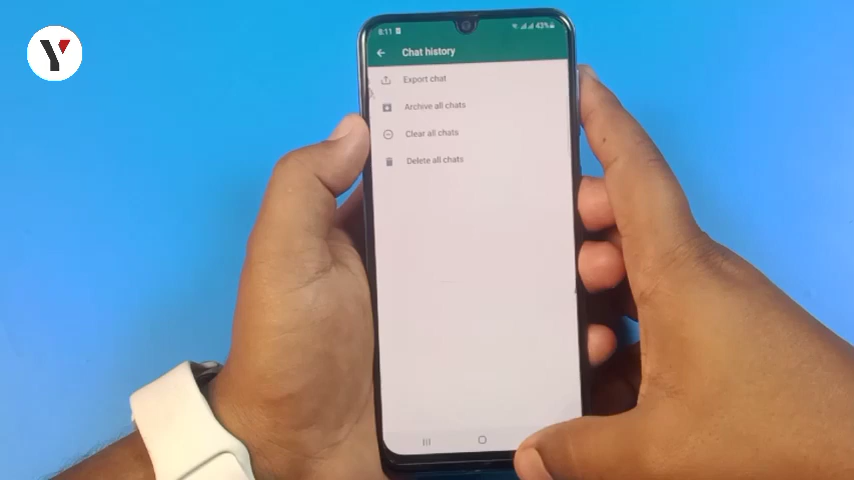 Y
8:11
43%
Chat history
Export chat
Archive all chats
Clear all chats
Delete all chats